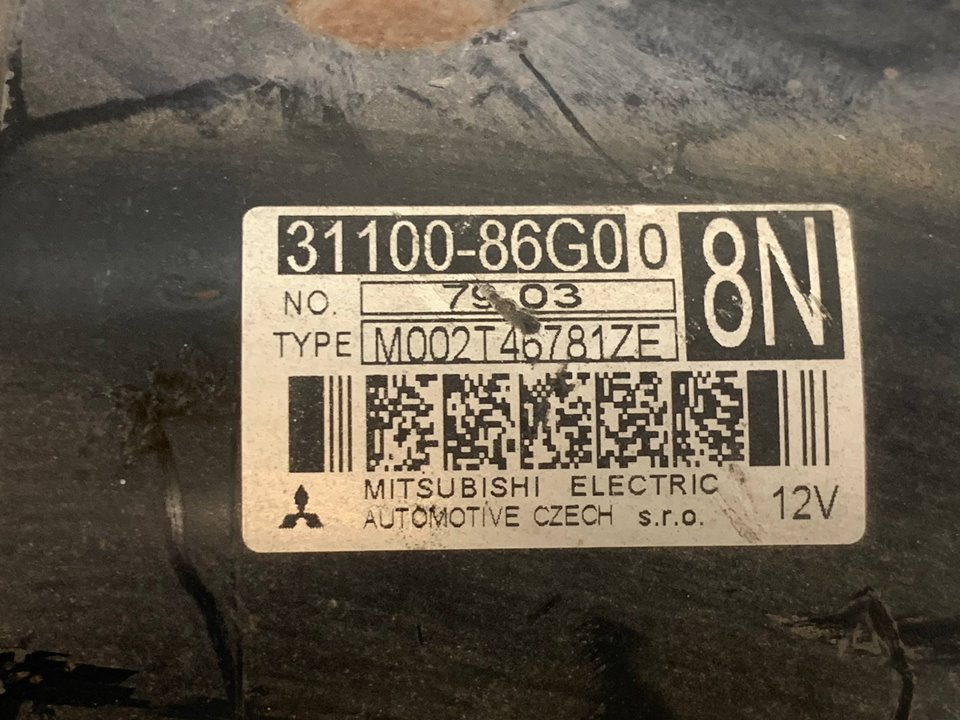 31100-86G00
8N
NO. 79 03
TYPE M002T46781ZE
MITSUBISHI ELECTRIC
AUTOMOTIVE CZECH s.r.o.
12V